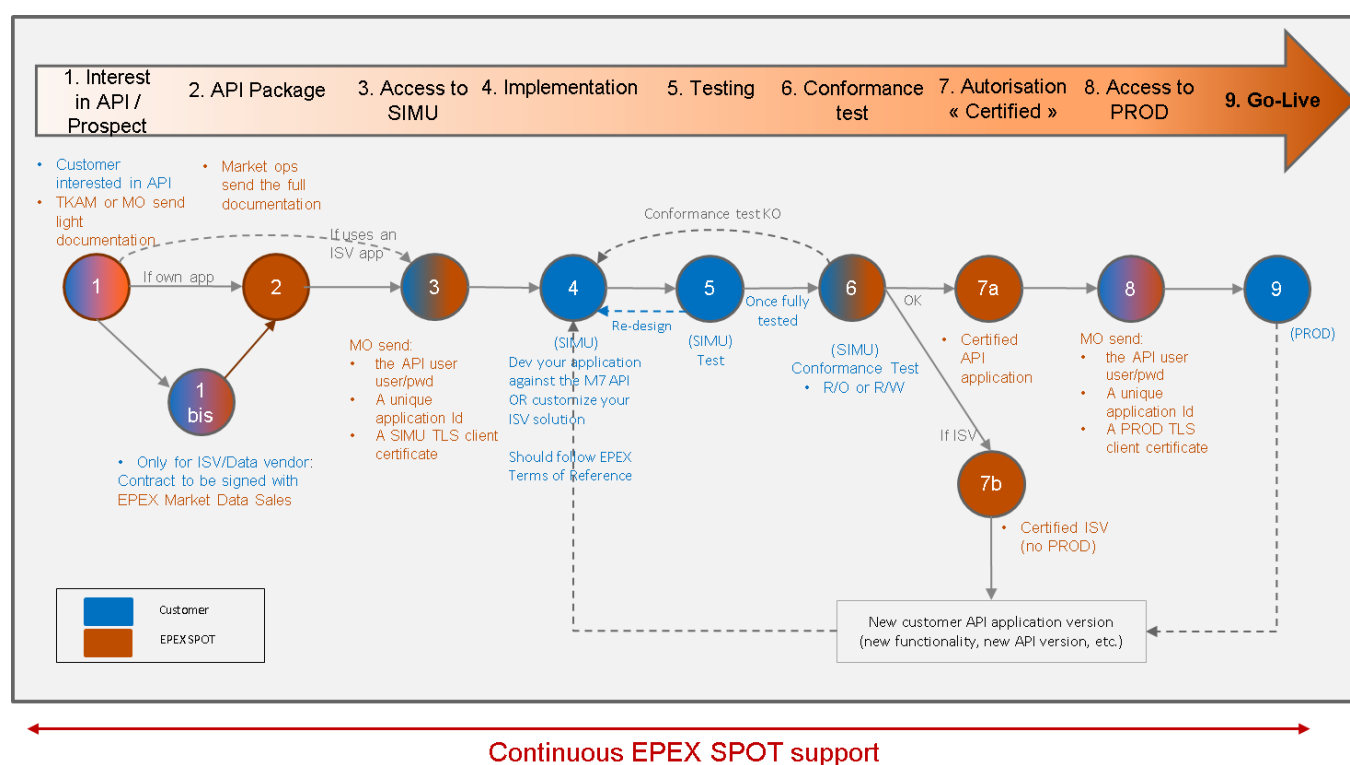 1. Interest
in API /
Prospect
2. API Package
3. Access to
SIMU
4. Implementation
5. Testing
6. Conformance
test
7. Autorisation
« Certified »
8. Access to
PROD
9. Go-Live
• Customer
interested in API
• TKAM or MO send
light
documentation
• Market ops
send the full
documentation
If uses an
ISV app
If own app
Conformance test KO
1
2
3
4
5
6
7a
8
9
OK
Once fully
tested
Re-design
1
bis
• Only for ISV/Data vendor:
Contract to be signed with
EPEX Market Data Sales
MO send:
• the API user
user/pwd
• A unique
application Id
• A SIMU TLS client
certificate
(SIMU)
Dev your application
against the M7 API
OR customize your
ISV solution
Should follow EPEX
Terms of Reference
(SIMU)
Test
(SIMU)
Conformance Test
• R/O or R/W
• Certified
API
application
MO send:
• the API user
user/pwd
• A unique
application Id
• A PROD TLS
client certificate
(PROD)
If ISV
7b
• Certified ISV
(no PROD)
New customer API application version
(new functionality, new API version, etc.)
Customer
EPEX SPOT
Continuous EPEX SPOT support